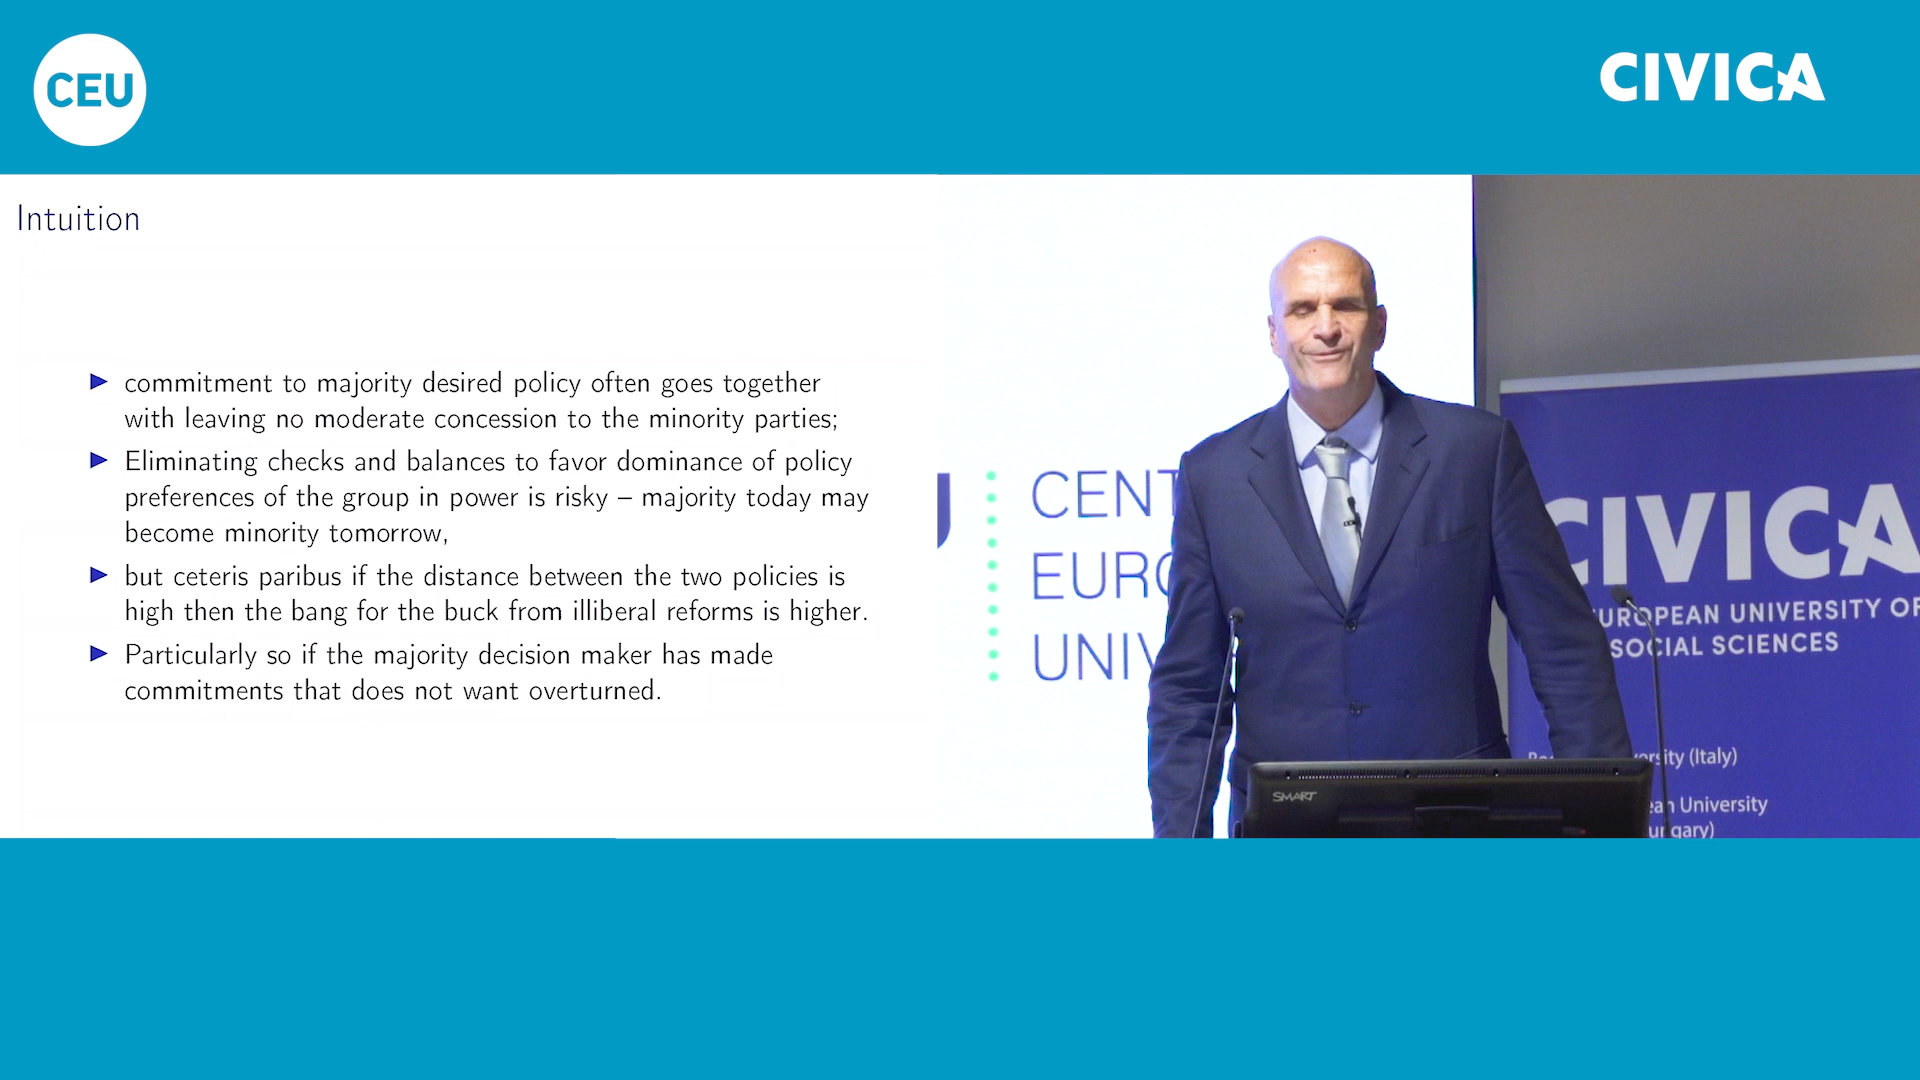 CEU
CIVICA
Intuition
commitment to majority desired policy often goes together
with leaving no moderate concession to the minority parties;
Eliminating checks and balances to favor dominance of policy
preferences of the group in power is risky – majority today may
become minority tomorrow,
but ceteris paribus if the distance between the two policies is
high then the bang for the buck from illiberal reforms is higher.
Particularly so if the majority decision maker has made
commitments that does not want overturned.
CENT
EURO
UNIV
CIVICA
EUROPEAN UNIVERSITY OF
SOCIAL SCIENCES
(Italy)
University
SMART